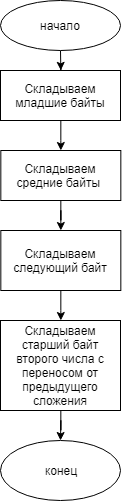 начало
Складываем
младшие байты
Складываем
средние байты
Складываем
следующий байт
Складываем
старший байт
второго числа с
переносом от
предыдущего
сложения
конец